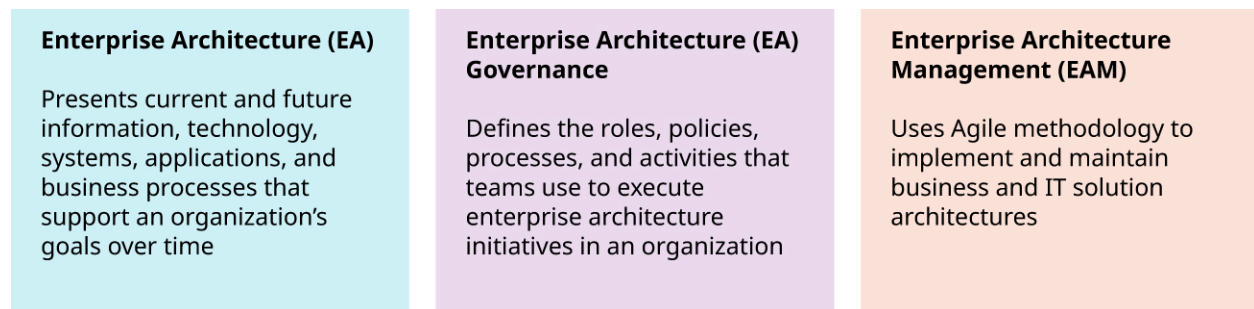 Enterprise Architecture (EA)
Presents current and future
information, technology,
systems, applications, and
business processes that
support an organization’s
goals over time
Enterprise Architecture (EA)
Governance
Defines the roles, policies,
processes, and activities that
teams use to execute
enterprise architecture
initiatives in an organization
Enterprise Architecture
Management (EAM)
Uses Agile methodology to
implement and maintain
business and IT solution
architectures